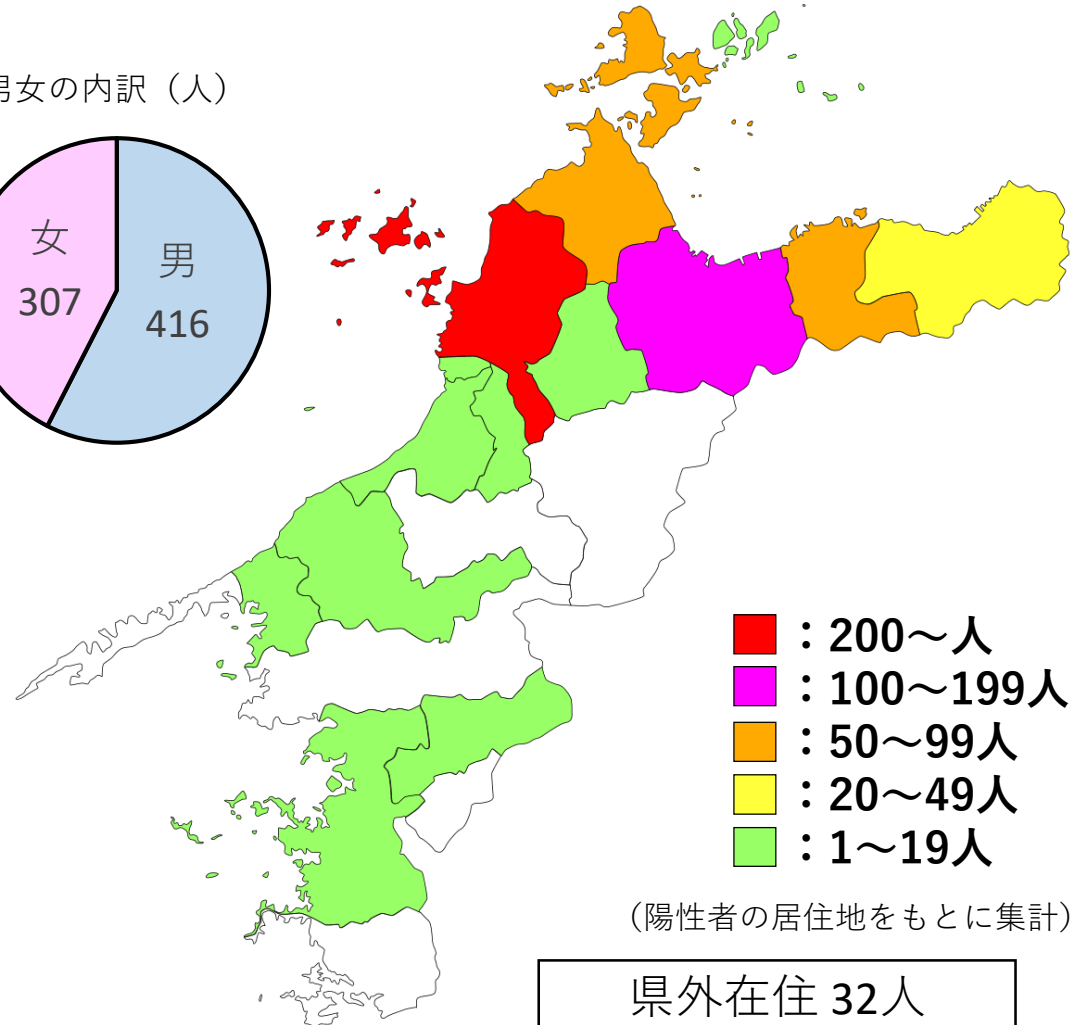 男女の内訳（人）
女
307
男
416
：200～人
：100～199人
：50～99人
：20～49人
：1～19人
（陽性者の居住地をもとに集計）
県外在住 32人